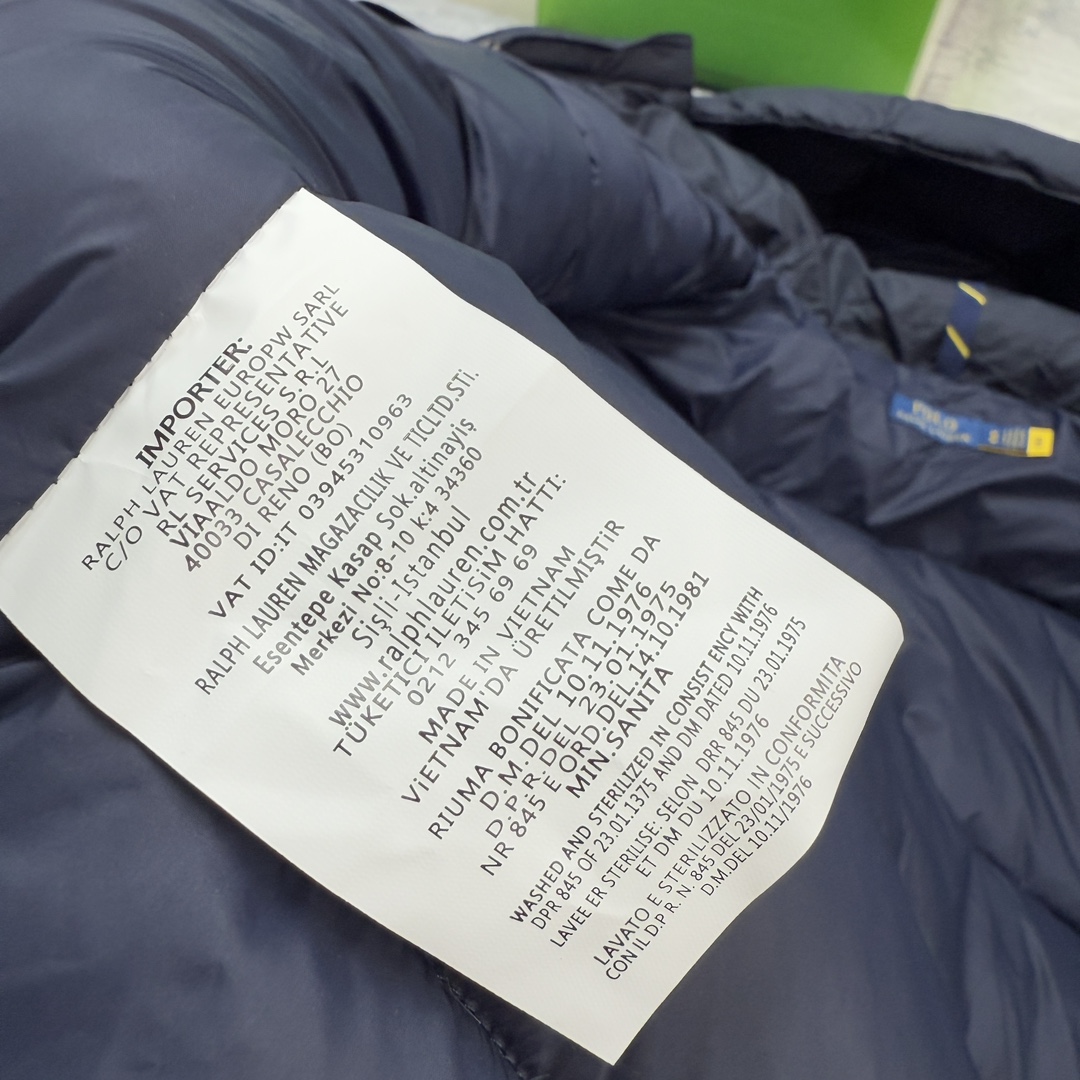 IMPORTER:
RALPH LAUREN EUROPW SARL
C/O VAT REPRESENTATIVE
RL SERVICES S.R L
VIAALDO MORO 27
40033 CASALECCHIO
DI RENO (BO)
VAT ID:IT 03945310963
RALPH LAUREN MAGAZACILIK VE TICLTD.STi.
Esentepe Kasap Sok.altinayiş
Merkezi No:8-10 k:4 34360
Sişli-Istanbul
www.ralphlauren.com.tr
TÜKETICI ILETiSiM HATTI:
0212 345 69 69
MADE IN VIETNAM
ViETNAM'DA ÜRETILMIŞTIR
RIUMA BONIFICATA COME DA
D.M DEL 10.11.1976
D.P.R. DEL 23.01.1975
NR 845 E ORD.DEL.14.10.1981
MIN.SANITA
WASHED AND STERILIZED IN CONSIST ENCY WITH
DPR 845 OF 23.01.1375 AND DM DATED 10.11.1976
LAVEE ER STERILISE: SELON DRR 845 DU 23.01.1975
ET DM DU 10.11.1976
LAVATO E STERILIZZATO IN CONFORMITA
CON IL D.P.R. N. 845 DEL 23/01/1975 E SUCCESSIVO
D.M DEL 10.11/1976
POLO